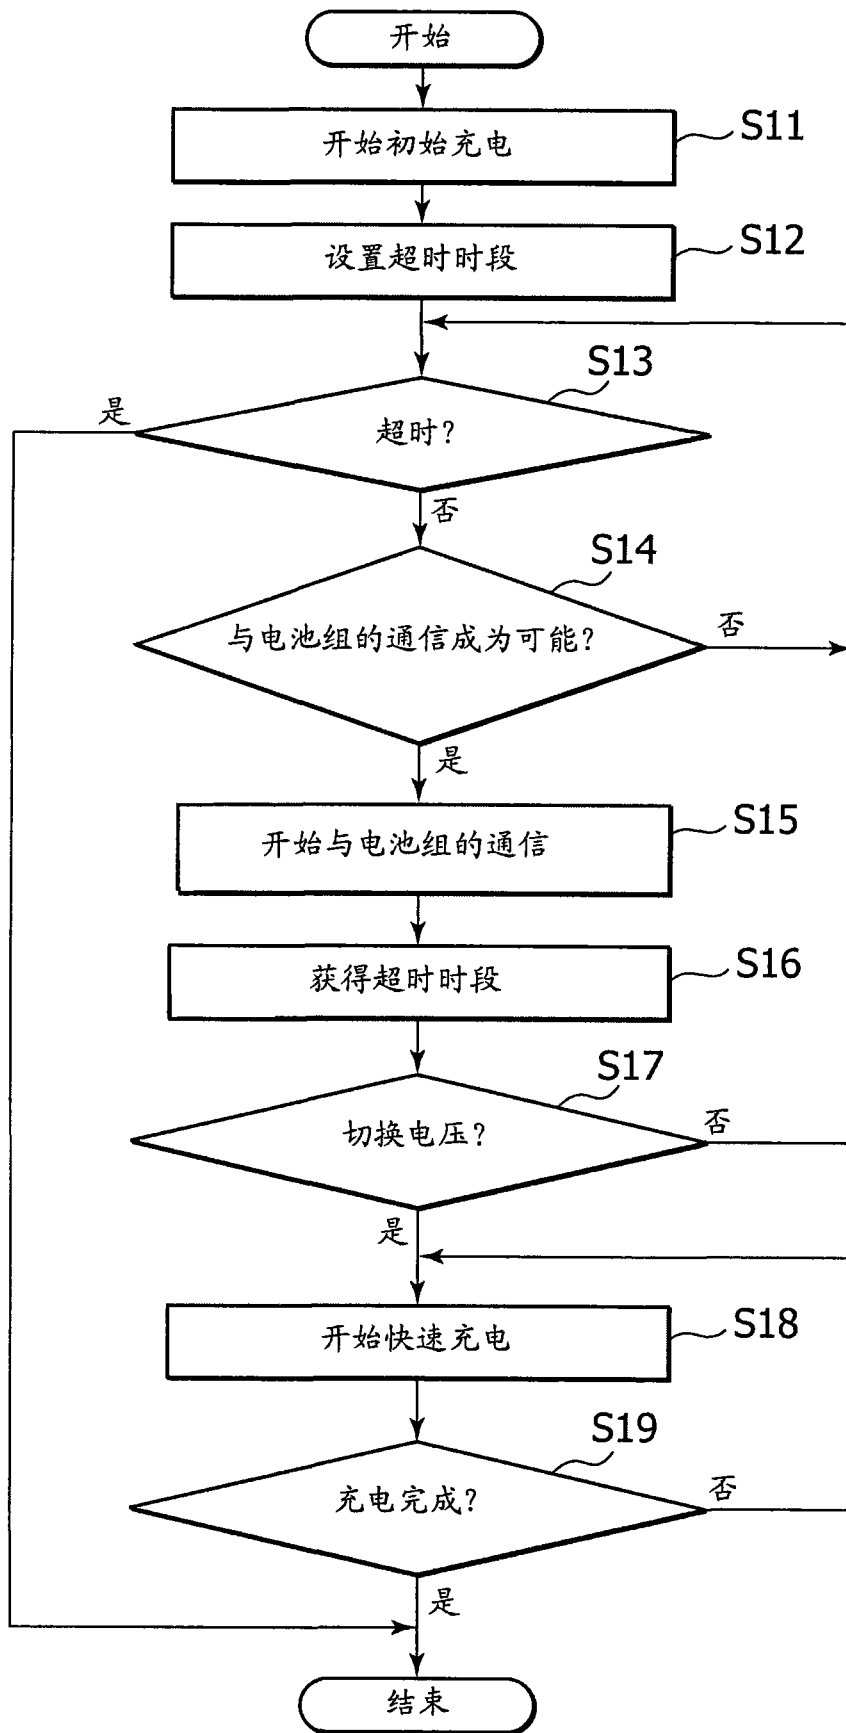 开始
开始初始充电
S11
设置超时时段
S12
S13
是
超时?
否
S14
与电池组的通信成为可能?
否
是
开始与电池组的通信
S15
获得超时时段
S16
S17
切换电压?
否
是
开始快速充电
S18
S19
充电完成?
否
是
结束